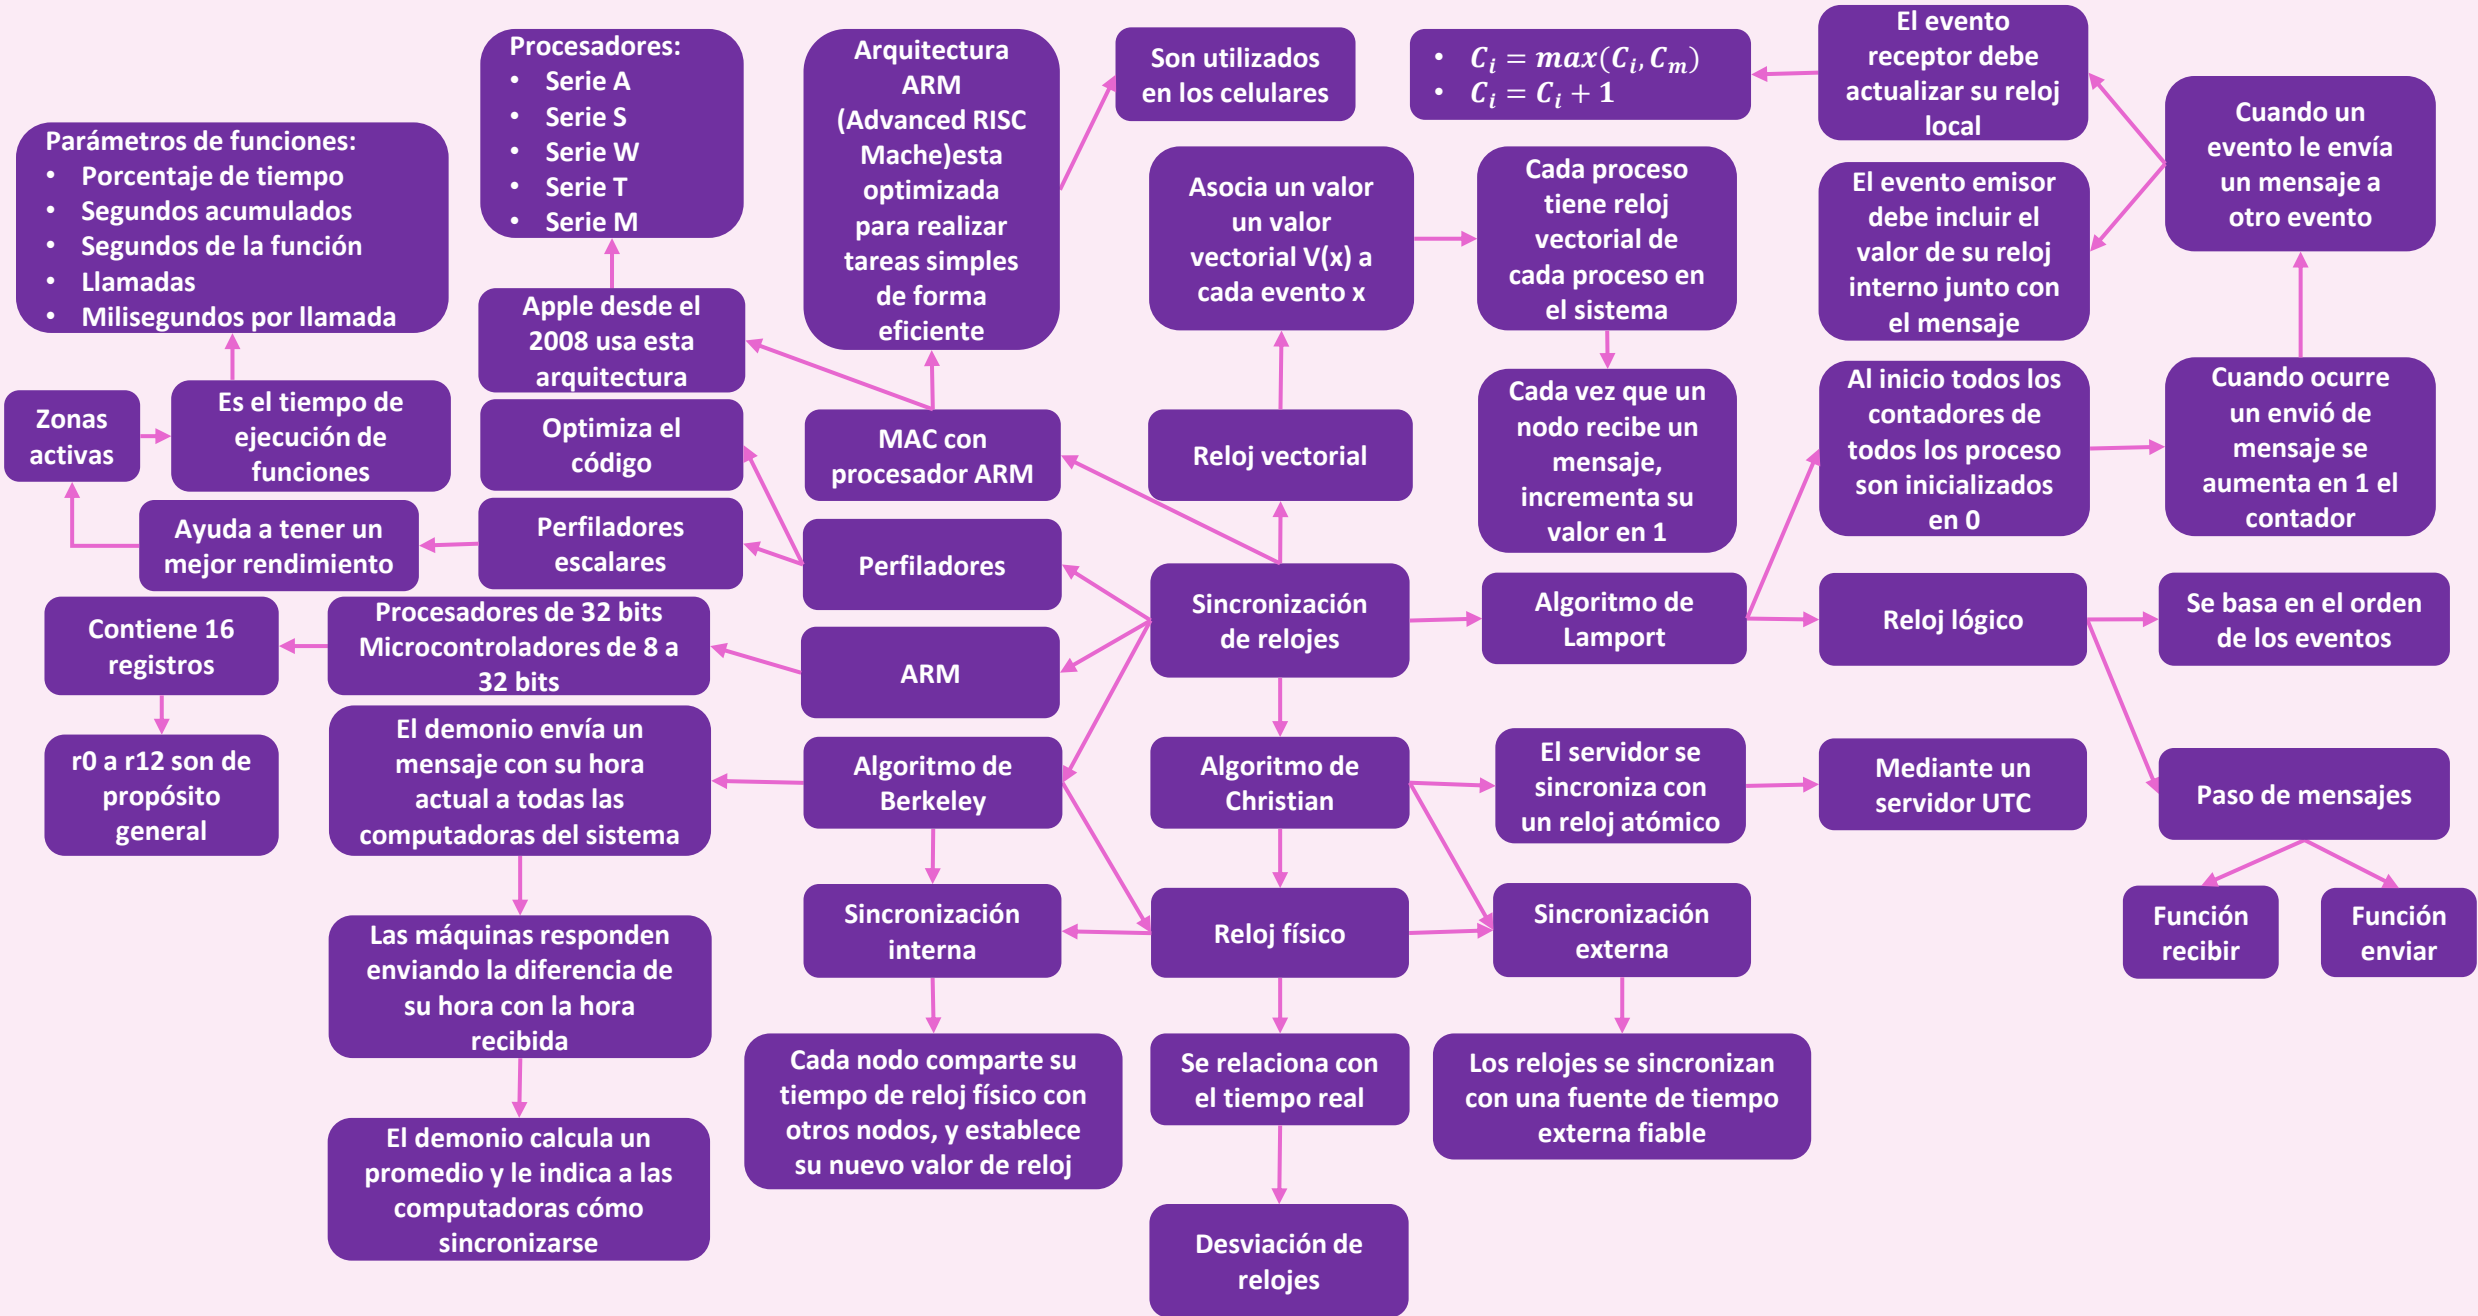 Procesadores:
• Serie A
• Serie S
• Serie W
• Serie T
• Serie M
Arquitectura
ARM
(Advanced RISC
Mache)esta
optimizada
para realizar
tareas simples
de forma
eficiente
Son utilizados
en los celulares
• C_i = max(C_i, C_m)
• C_i = C_i + 1
El evento
receptor debe
actualizar su reloj
local
Cuando un
evento le envía
un mensaje a
otro evento
Parámetros de funciones:
• Porcentaje de tiempo
• Segundos acumulados
• Segundos de la función
• Llamadas
• Milisegundos por llamada
Asocia un valor
un valor
vectorial V(x) a
cada evento x
Cada proceso
tiene reloj
vectorial de
cada proceso en
el sistema
El evento emisor
debe incluir el
valor de su reloj
interno junto con
el mensaje
Apple desde el
2008 usa esta
arquitectura
Zonas
activas
Es el tiempo de
ejecución de
funciones
Optimiza el
código
MAC con
procesador ARM
Reloj vectorial
Cada vez que un
nodo recibe un
mensaje,
incrementa su
valor en 1
Al inicio todos los
contadores de
todos los proceso
son inicializados
en 0
Cuando ocurre
un envió de
mensaje se
aumenta en 1 el
contador
Ayuda a tener un
mejor rendimiento
Perfiladores
escalares
Perfiladores
Sincronización
de relojes
Algoritmo de
Lamport
Reloj lógico
Se basa en el orden
de los eventos
Contiene 16
registros
Procesadores de 32 bits
Microcontroladores de 8 a
32 bits
ARM
r0 a r12 son de
propósito
general
El demonio envía un
mensaje con su hora
actual a todas las
computadoras del sistema
Algoritmo de
Berkeley
Algoritmo de
Christian
El servidor se
sincroniza con
un reloj atómico
Mediante un
servidor UTC
Paso de mensajes
Las máquinas responden
enviando la diferencia de
su hora con la hora
recibida
Sincronización
interna
Reloj físico
Sincronización
externa
Función
recibir
Función
enviar
El demonio calcula un
promedio y le indica a las
computadoras cómo
sincronizarse
Cada nodo comparte su
tiempo de reloj físico con
otros nodos, y establece
su nuevo valor de reloj
Se relaciona con
el tiempo real
Los relojes se sincronizan
con una fuente de tiempo
externa fiable
Desviación de
relojes